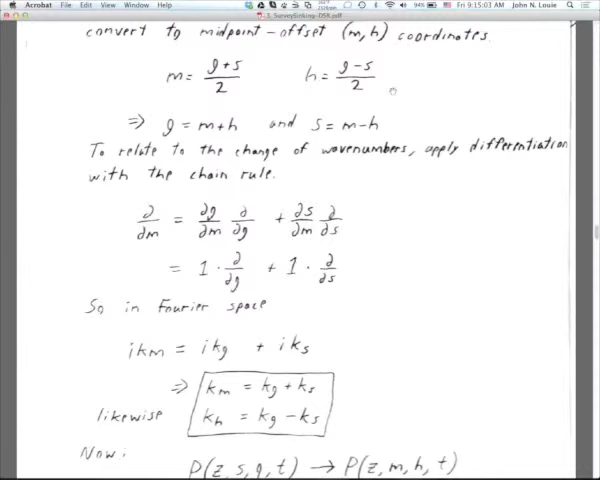 Acrobat File Edit View Window Help
Fri 9:15:03 AM John N. Louie
94%
5. SurveySinking-DSR.pdf
convert to midpoint-offset (m,h) coordinates.
m = g+s/2 h = g-s/2
⇒ g = m+h and s = m-h
To relate to the change of wavenumbers, apply differentiation
with the chain rule.
∂/∂m = ∂g/∂m ∂/∂g + ∂s/∂m ∂/∂s
= 1 · ∂/∂g + 1 · ∂/∂s
So in Fourier space
ikm = ikg + iks
⇒ km = kg + ks
likewise kh = kg - ks
Now:
P(z,s,g,t) → P(z,m,h,t)